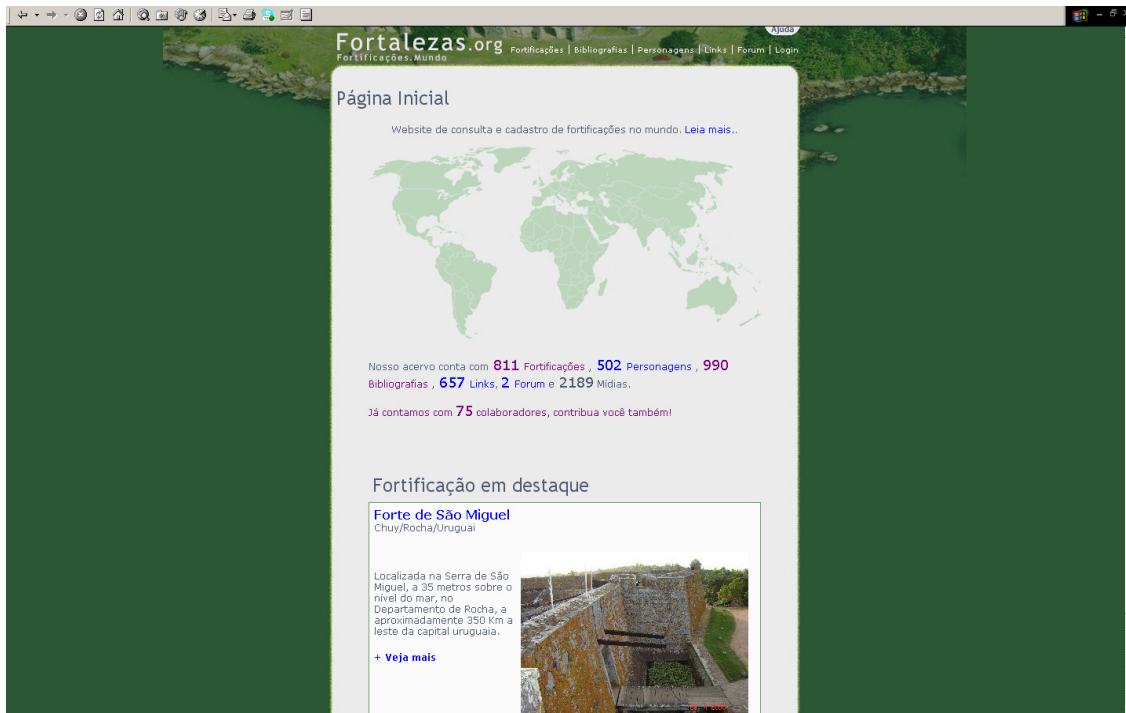 Ajuda
Fortalezas.org
Fortificações.Mundo
Fortificações | Bibliografias | Personagens | Links | Forum | Login
Página Inicial
Website de consulta e cadastro de fortificações no mundo. Leia mais..
Nosso acervo conta com 811 Fortificações , 502 Personagens , 990
Bibliografias , 657 Links, 2 Forum e 2189 Mídias.
Já contamos com 75 colaboradores, contribua você também!
Fortificação em destaque
Forte de São Miguel
Chuy/Rocha/Uruguai
Localizada na Serra de São
Miguel, a 35 metros sobre o
nível do mar, no
Departamento de Rocha, a
aproximadamente 350 Km a
leste da capital uruguaia.
+ Veja mais